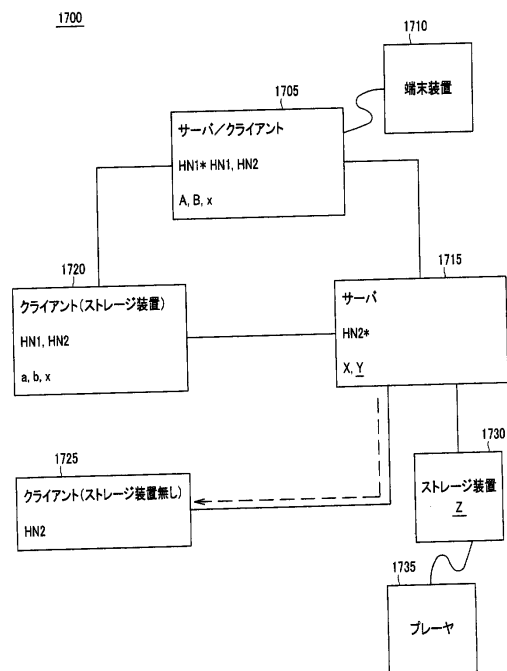 1700
1710
端末装置
1705
サーバ／クライアント
HN1* HN1, HN2
A, B, x
1720
クライアント(ストレージ装置)
HN1, HN2
a, b, x
1715
サーバ
HN2*
X, Y
1725
クライアント(ストレージ装置無し)
HN2
1730
ストレージ装置
Z
1735
プレーヤ